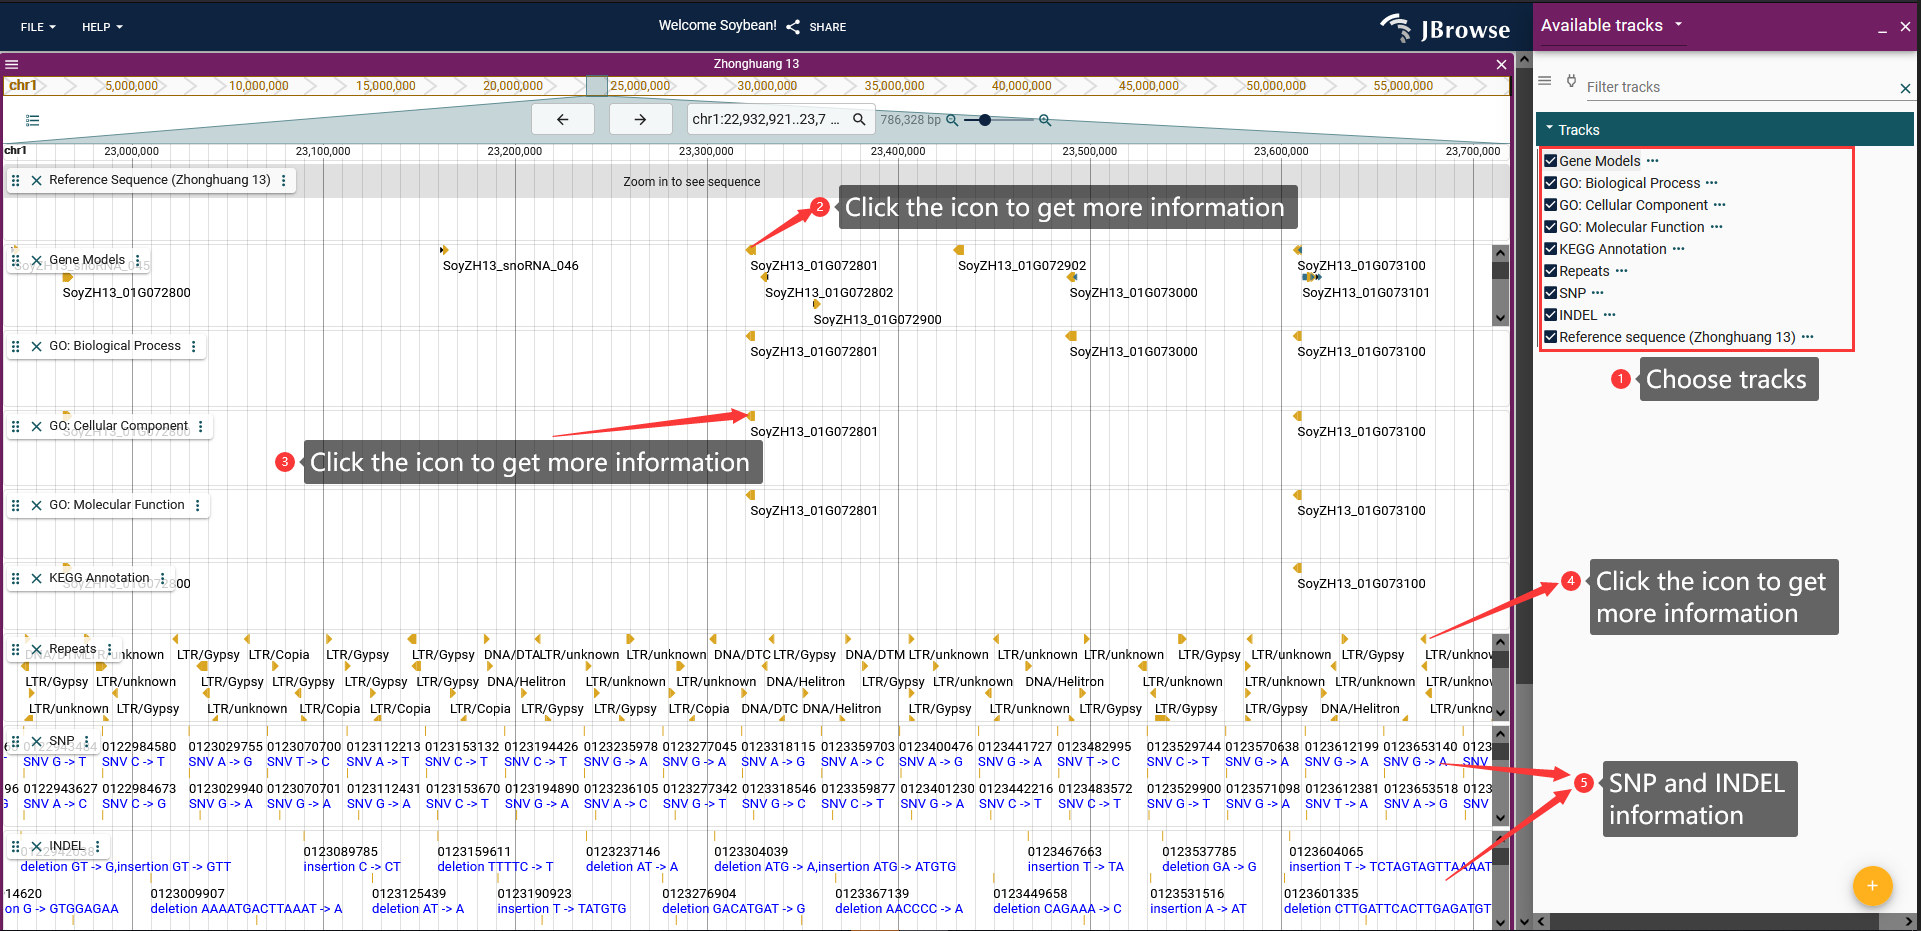 FILE HELP Welcome Soybean! SHARE JBrowse Available tracks
Zhonghuang 13
chr1 5,000,000 10,000,000 15,000,000 20,000,000 25,000,000 30,000,000 35,000,000 40,000,000 45,000,000 50,000,000 55,000,000
Filter tracks
chr1:22,932,921..23,7 ... 786,328 bp
Tracks
chr1 23,000,000 23,100,000 23,200,000 23,300,000 23,400,000 23,500,000 23,600,000 23,700,000
Gene Models
GO: Biological Process
GO: Cellular Component
GO: Molecular Function
KEGG Annotation
Repeats
SNP
INDEL
Reference sequence (Zhonghuang 13)
1 Choose tracks
Reference Sequence (Zhonghuang 13) Zoom in to see sequence
2 Click the icon to get more information
Gene Models
SoyZH13_snoRNA_045 SoyZH13_snoRNA_046 SoyZH13_01G072801 SoyZH13_01G072902 SoyZH13_01G073100
SoyZH13_01G072800 SoyZH13_01G072802 SoyZH13_01G073000 SoyZH13_01G073101
SoyZH13_01G072900
GO: Biological Process
SoyZH13_01G072801 SoyZH13_01G073000 SoyZH13_01G073100
GO: Cellular Component
SoyZH13_01G072800 SoyZH13_01G072801 SoyZH13_01G073100
3 Click the icon to get more information
GO: Molecular Function
SoyZH13_01G072801 SoyZH13_01G073100
KEGG Annotation
SoyZH13_01G072800 SoyZH13_01G073100
4 Click the icon to get
more information
Repeats
DNA/DTM LTR/unknown LTR/Gypsy LTR/Copia LTR/Gypsy LTR/Gypsy DNA/DTA LTR/unknown LTR/unknown DNA/DTC LTR/Gypsy DNA/DTM LTR/unknown LTR/unknown LTR/unknown LTR/Gypsy LTR/unknown LTR/Gypsy LTR/unknov
LTR/Gypsy LTR/unknown LTR/Gypsy LTR/Gypsy LTR/Gypsy LTR/Gypsy DNA/Helitron LTR/unknown LTR/unknown DNA/Helitron LTR/Gypsy LTR/unknown DNA/Helitron LTR/unknown LTR/unknown LTR/unknown LTR/unknov
LTR/unknown LTR/Gypsy LTR/unknown LTR/Copia LTR/Copia LTR/Copia LTR/Gypsy LTR/Gypsy LTR/Copia DNA/DTC DNA/Helitron LTR/Gypsy LTR/unknown LTR/Gypsy LTR/Gypsy LTR/Gypsy DNA/Helitron LTR/unkno
SNP
0122943484 0122984580 0123029755 0123070700 0123112213 0123153132 0123194426 0123235978 0123277045 0123318115 0123359703 0123400476 0123441727 0123482995 0123529744 0123570638 0123612199 0123653140 0123
SNV G -> T SNV C -> T SNV A -> G SNV T -> C SNV A -> T SNV C -> T SNV C -> T SNV G -> A SNV G -> A SNV G -> A SNV A -> C SNV A -> G SNV G -> A SNV T -> C SNV G -> T SNV G -> A SNV G -> A SNV G -> A SNV
96 0122943627 0122984673 0123029940 0123070701 0123112431 0123153670 0123194890 0123236105 0123277342 0123318546 0123359877 0123401230 0123442216 0123483572 0123529900 0123571098 0123612381 0123653518 0123
G SNV A -> C SNV C -> G SNV G -> A SNV G -> A SNV G -> A SNV C -> T SNV G -> A SNV A -> C SNV G -> T SNV A -> C SNV C -> T SNV G -> A SNV C -> T SNV C -> T SNV G -> T SNV G -> A SNV T -> A SNV A -> G SNV
5 SNP and INDEL
information
INDEL
0123089785 0123159611 0123237146 0123304039 0123467663 0123537785 0123604065
deletion GT -> G,insertion GT -> GTT insertion C -> CT deletion TTTTC -> T deletion AT -> A deletion ATG -> A,insertion ATG -> ATGTG insertion T -> TA deletion GA -> G insertion T -> TCTAGTAGTTAAAAT
14620 0123009907 0123125439 0123190923 0123276904 0123367139 0123449658 0123531516 0123601335
on G -> GTGGAGAA deletion AAAATGACTTAAAT -> A deletion AT -> A insertion T -> TATGTG deletion GACATGAT -> G deletion AACCCC -> A deletion CAGAAA -> C insertion A -> AT deletion CTTGATTCACTTGAGATGT